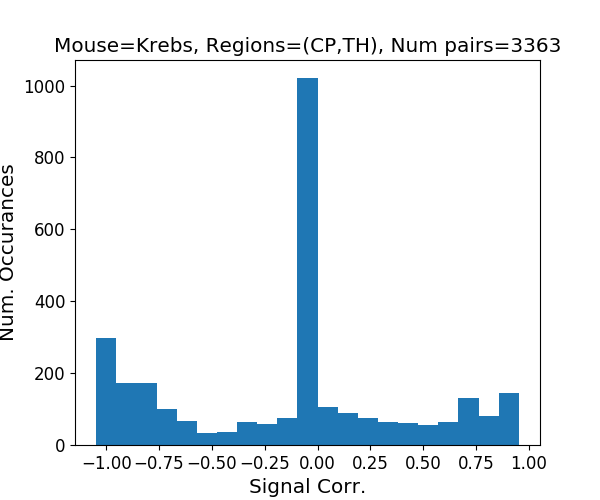 Mouse=Krebs, Regions=(CP,TH), Num pairs=3363
Num. Occurances
1000
800
600
400
200
0
−1.00 −0.75 −0.50 −0.25 0.00 0.25 0.50 0.75 1.00
Signal Corr.